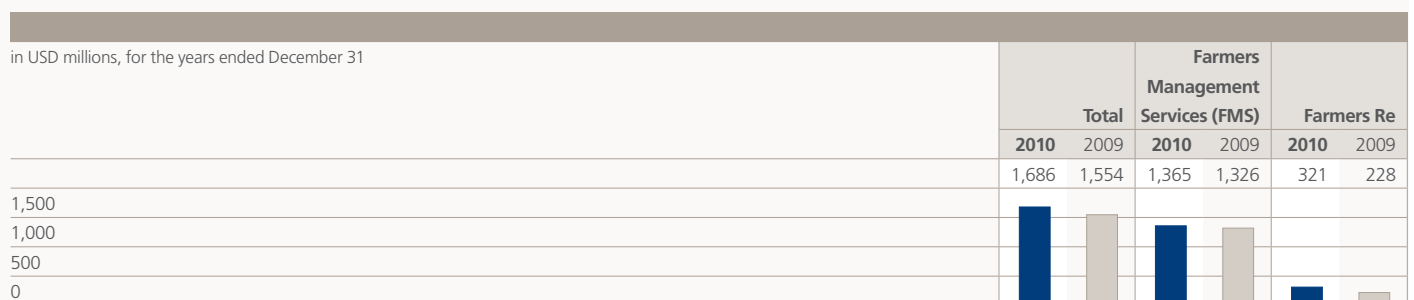 in USD millions, for the years ended December 31
Farmers
Management
Total Services (FMS) Farmers Re
2010 2009 2010 2009 2010 2009
1,686 1,554 1,365 1,326 321 228
1,500
1,000
500
0